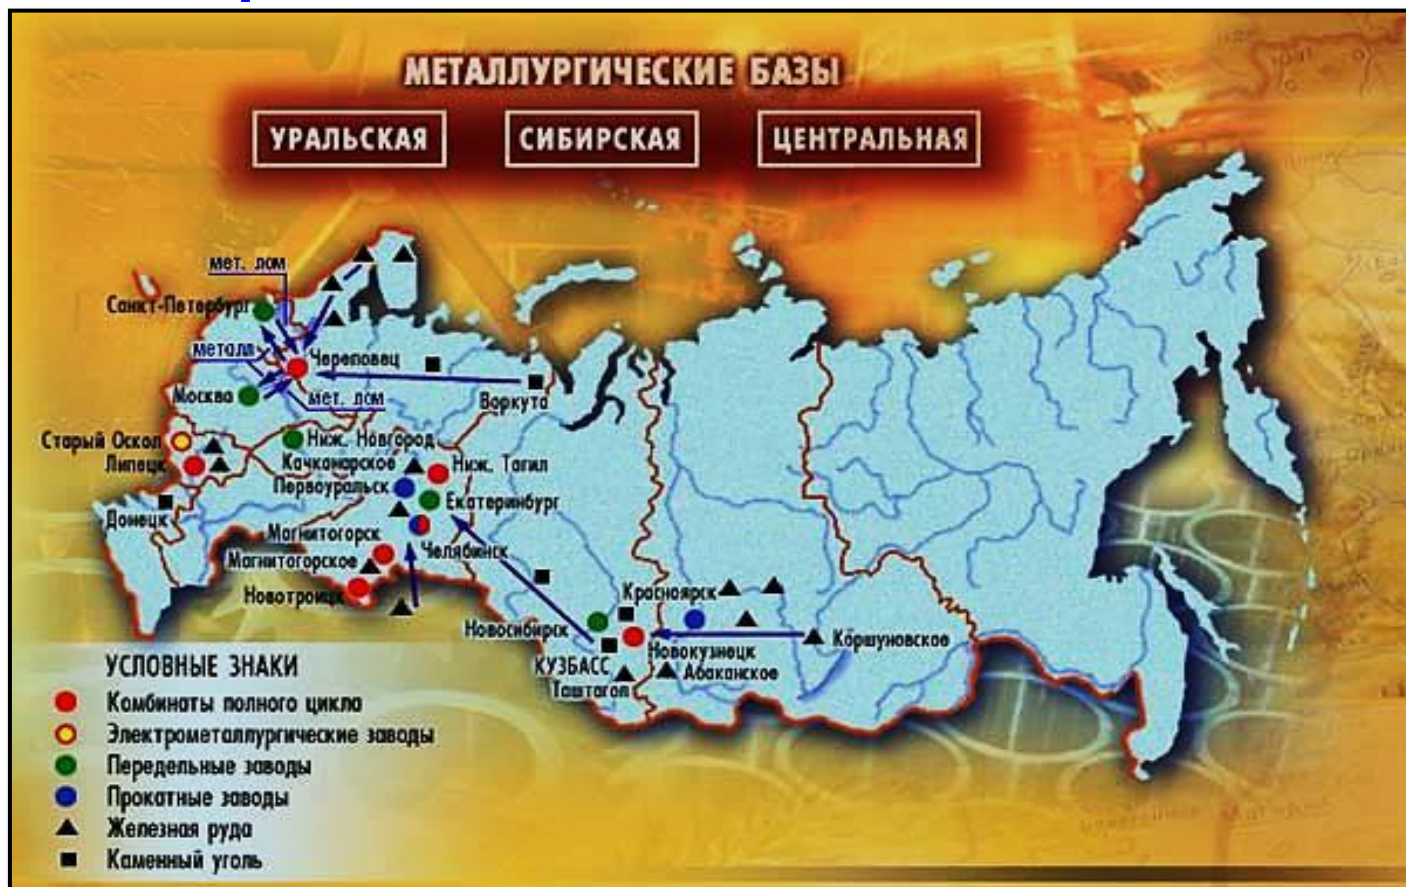 МЕТАЛЛУРГИЧЕСКИЕ БАЗЫ
УРАЛЬСКАЯ
СИБИРСКАЯ
ЦЕНТРАЛЬНАЯ
мет. лом
Санкт-Петербург
металл
Череповец
Москва
мет. лом
Воркута
Старый Оскол
Ниж. Новгород
Липецк
Качканарское
Ниж. Тагил
Первоуральск
Екатеринбург
Донецк
Магнитогорск
Челябинск
Магнитогорское
Новотроицк
Красноярск
Новосибирск
Коршуновское
Новокузнецк
КУЗБАСС
Абаканское
Таштагол
УСЛОВНЫЕ ЗНАКИ
Комбинаты полного цикла
Электрометаллургические заводы
Передельные заводы
Прокатные заводы
Железная руда
Каменный уголь